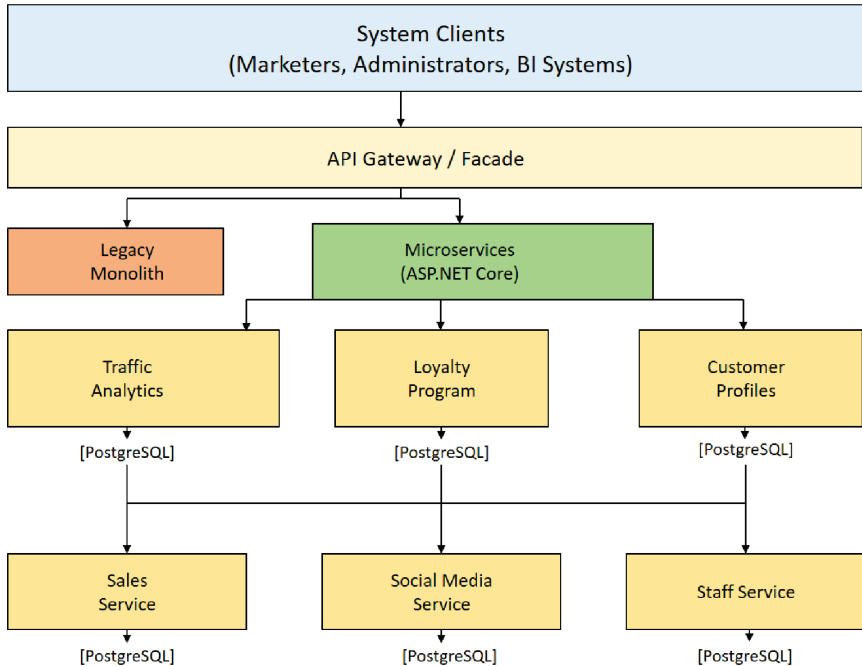 System Clients
(Marketers, Administrators, BI Systems)
API Gateway / Facade
Legacy
Monolith
Microservices
(ASP.NET Core)
Traffic
Analytics
Loyalty
Program
Customer
Profiles
[PostgreSQL]
[PostgreSQL]
[PostgreSQL]
Sales
Service
Social Media
Service
Staff Service
[PostgreSQL]
[PostgreSQL]
[PostgreSQL]